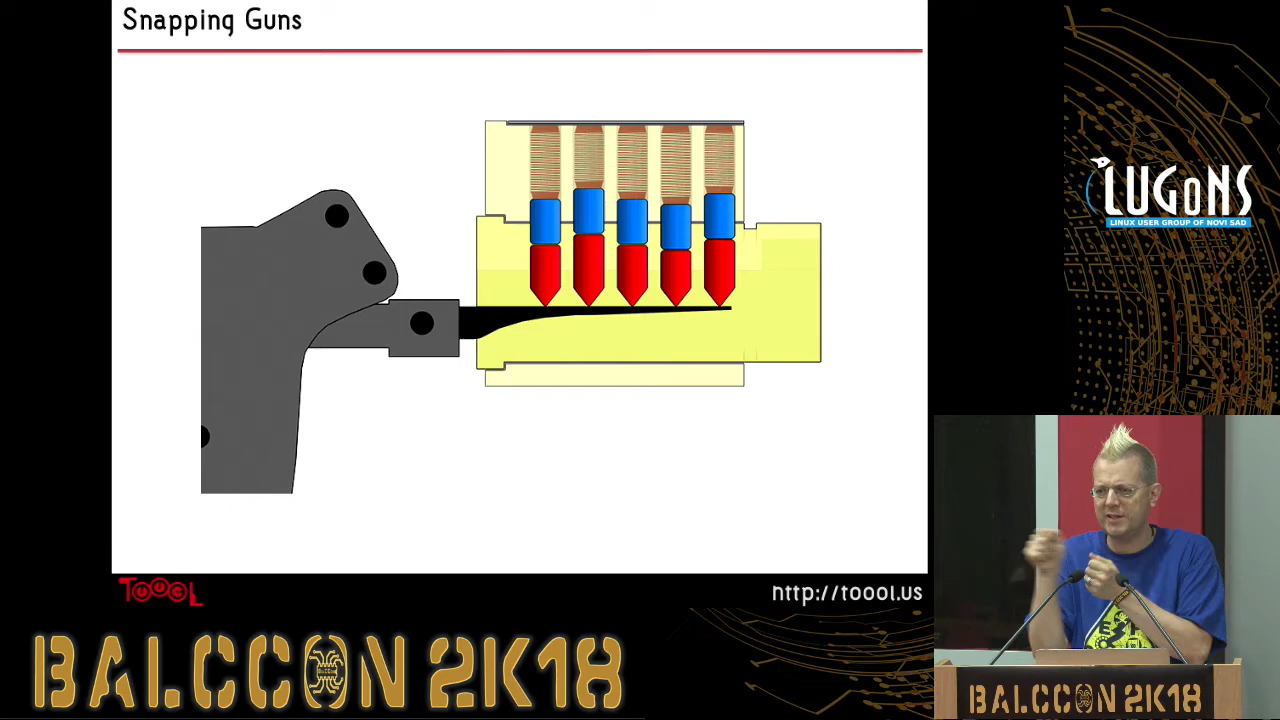 Snapping Guns
LUGoNS
LINUX USER GROUP OF NOVI SAD
TOOOL
http://toool.us
BALCCON 2K18
BALCCON 2K18